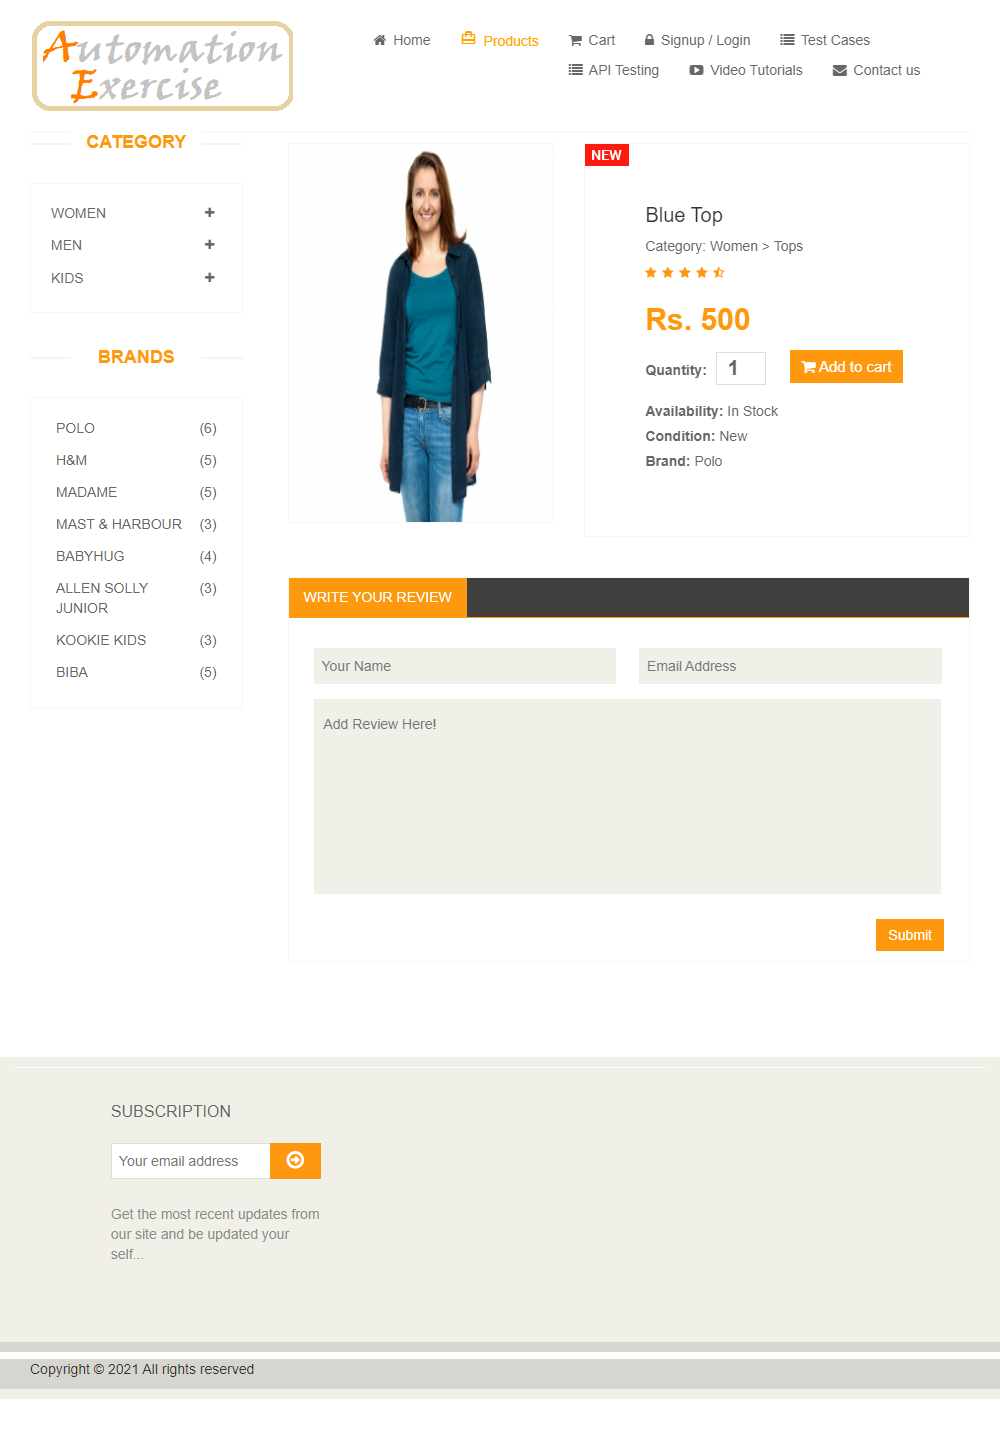 Automation
Exercise
Home
Products
Cart
Signup / Login
Test Cases
API Testing
Video Tutorials
Contact us
CATEGORY
WOMEN
MEN
KIDS
BRANDS
POLO (6)
H&M (5)
MADAME (5)
MAST & HARBOUR (3)
BABYHUG (4)
ALLEN SOLLY (3)
JUNIOR
KOOKIE KIDS (3)
BIBA (5)
NEW
Blue Top
Category: Women > Tops
Rs. 500
Quantity: 1 Add to cart
Availability: In Stock
Condition: New
Brand: Polo
WRITE YOUR REVIEW
Your Name
Email Address
Add Review Here!
Submit
SUBSCRIPTION
Your email address
Get the most recent updates from
our site and be updated your
self...
Copyright © 2021 All rights reserved